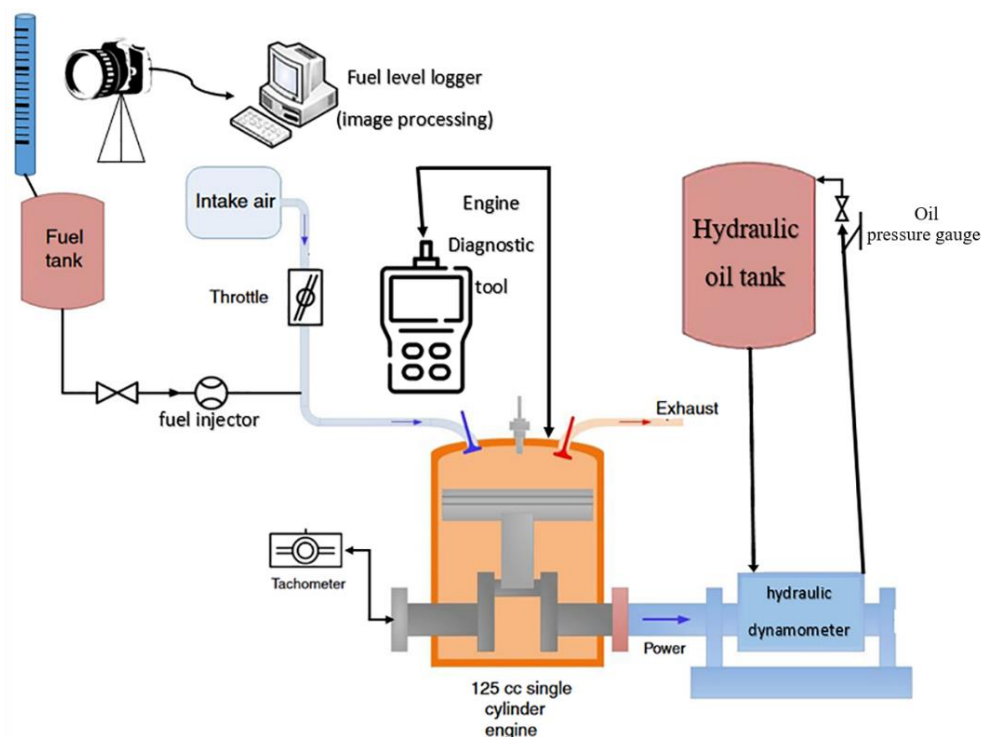 Fuel level logger
(image processing)
Intake air
Engine
Diagnostic
tool
Fuel
tank
Throttle
Hydraulic
oil tank
Oil
pressure gauge
fuel injector
Exhaust
Tachometer
hydraulic
dynamometer
Power
125 cc single
cylinder
engine